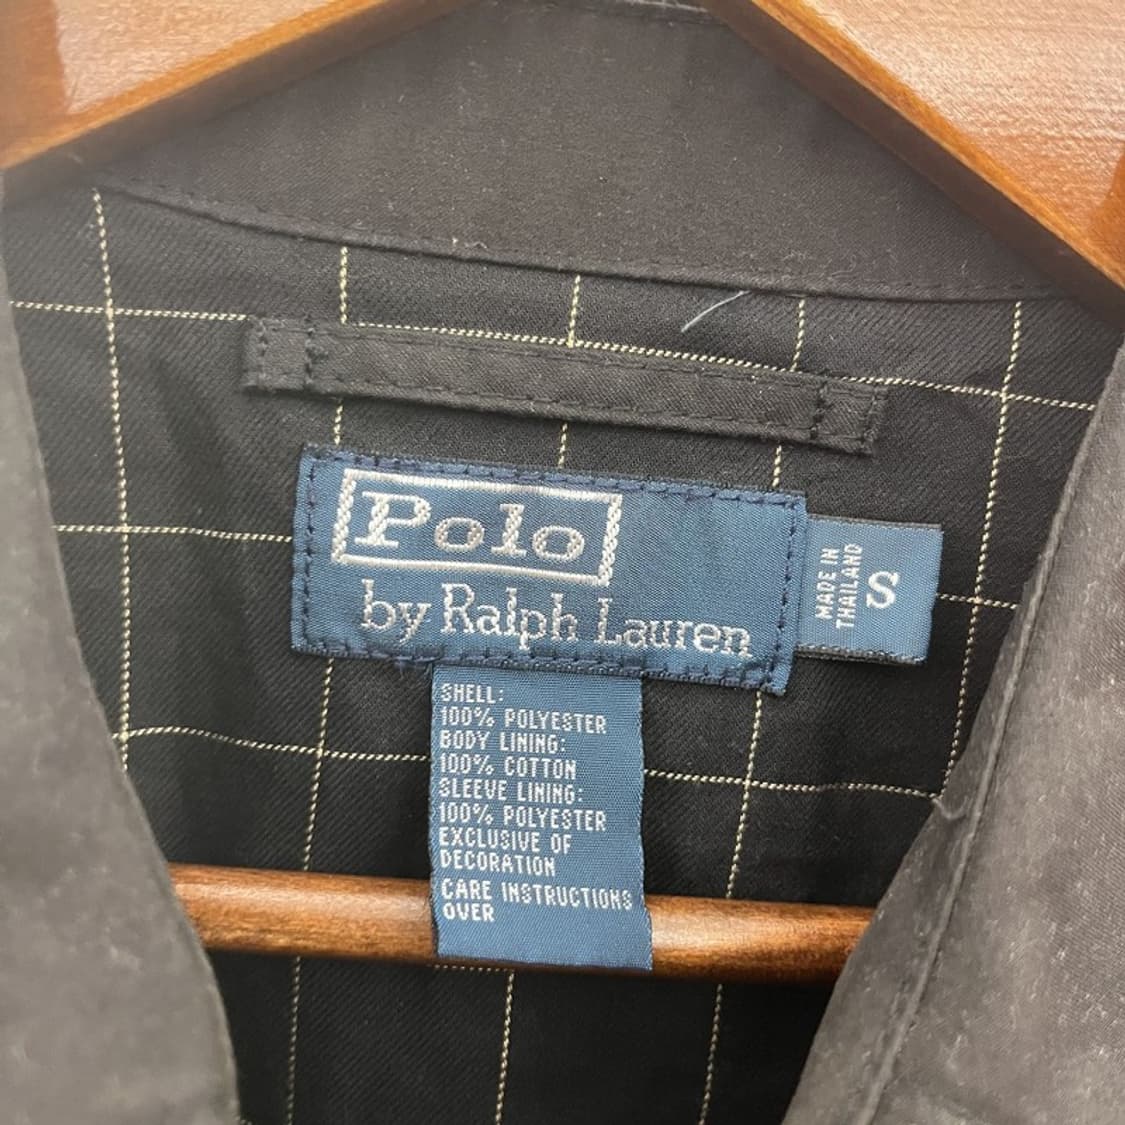 Polo
by Ralph Lauren
MADE IN
THAILAND
S
SHELL:
100% POLYESTER
BODY LINING:
100% COTTON
SLEEVE LINING:
100% POLYESTER
EXCLUSIVE OF
DECORATION
CARE INSTRUCTIONS
OVER